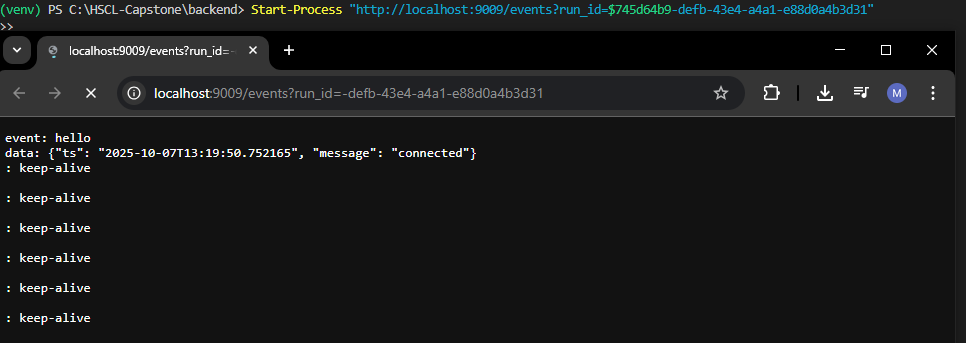 (venv) PS C:\HSCL-Capstone\backend> Start-Process "http://localhost:9009/events?run_id=$745d64b9-defb-43e4-a4a1-e88d0a4b3d31"
>>
localhost:9009/events?run_id=-
localhost:9009/events?run_id=-defb-43e4-a4a1-e88d0a4b3d31
M
event: hello
data: {"ts": "2025-10-07T13:19:50.752165", "message": "connected"}
: keep-alive
: keep-alive
: keep-alive
: keep-alive
: keep-alive
: keep-alive